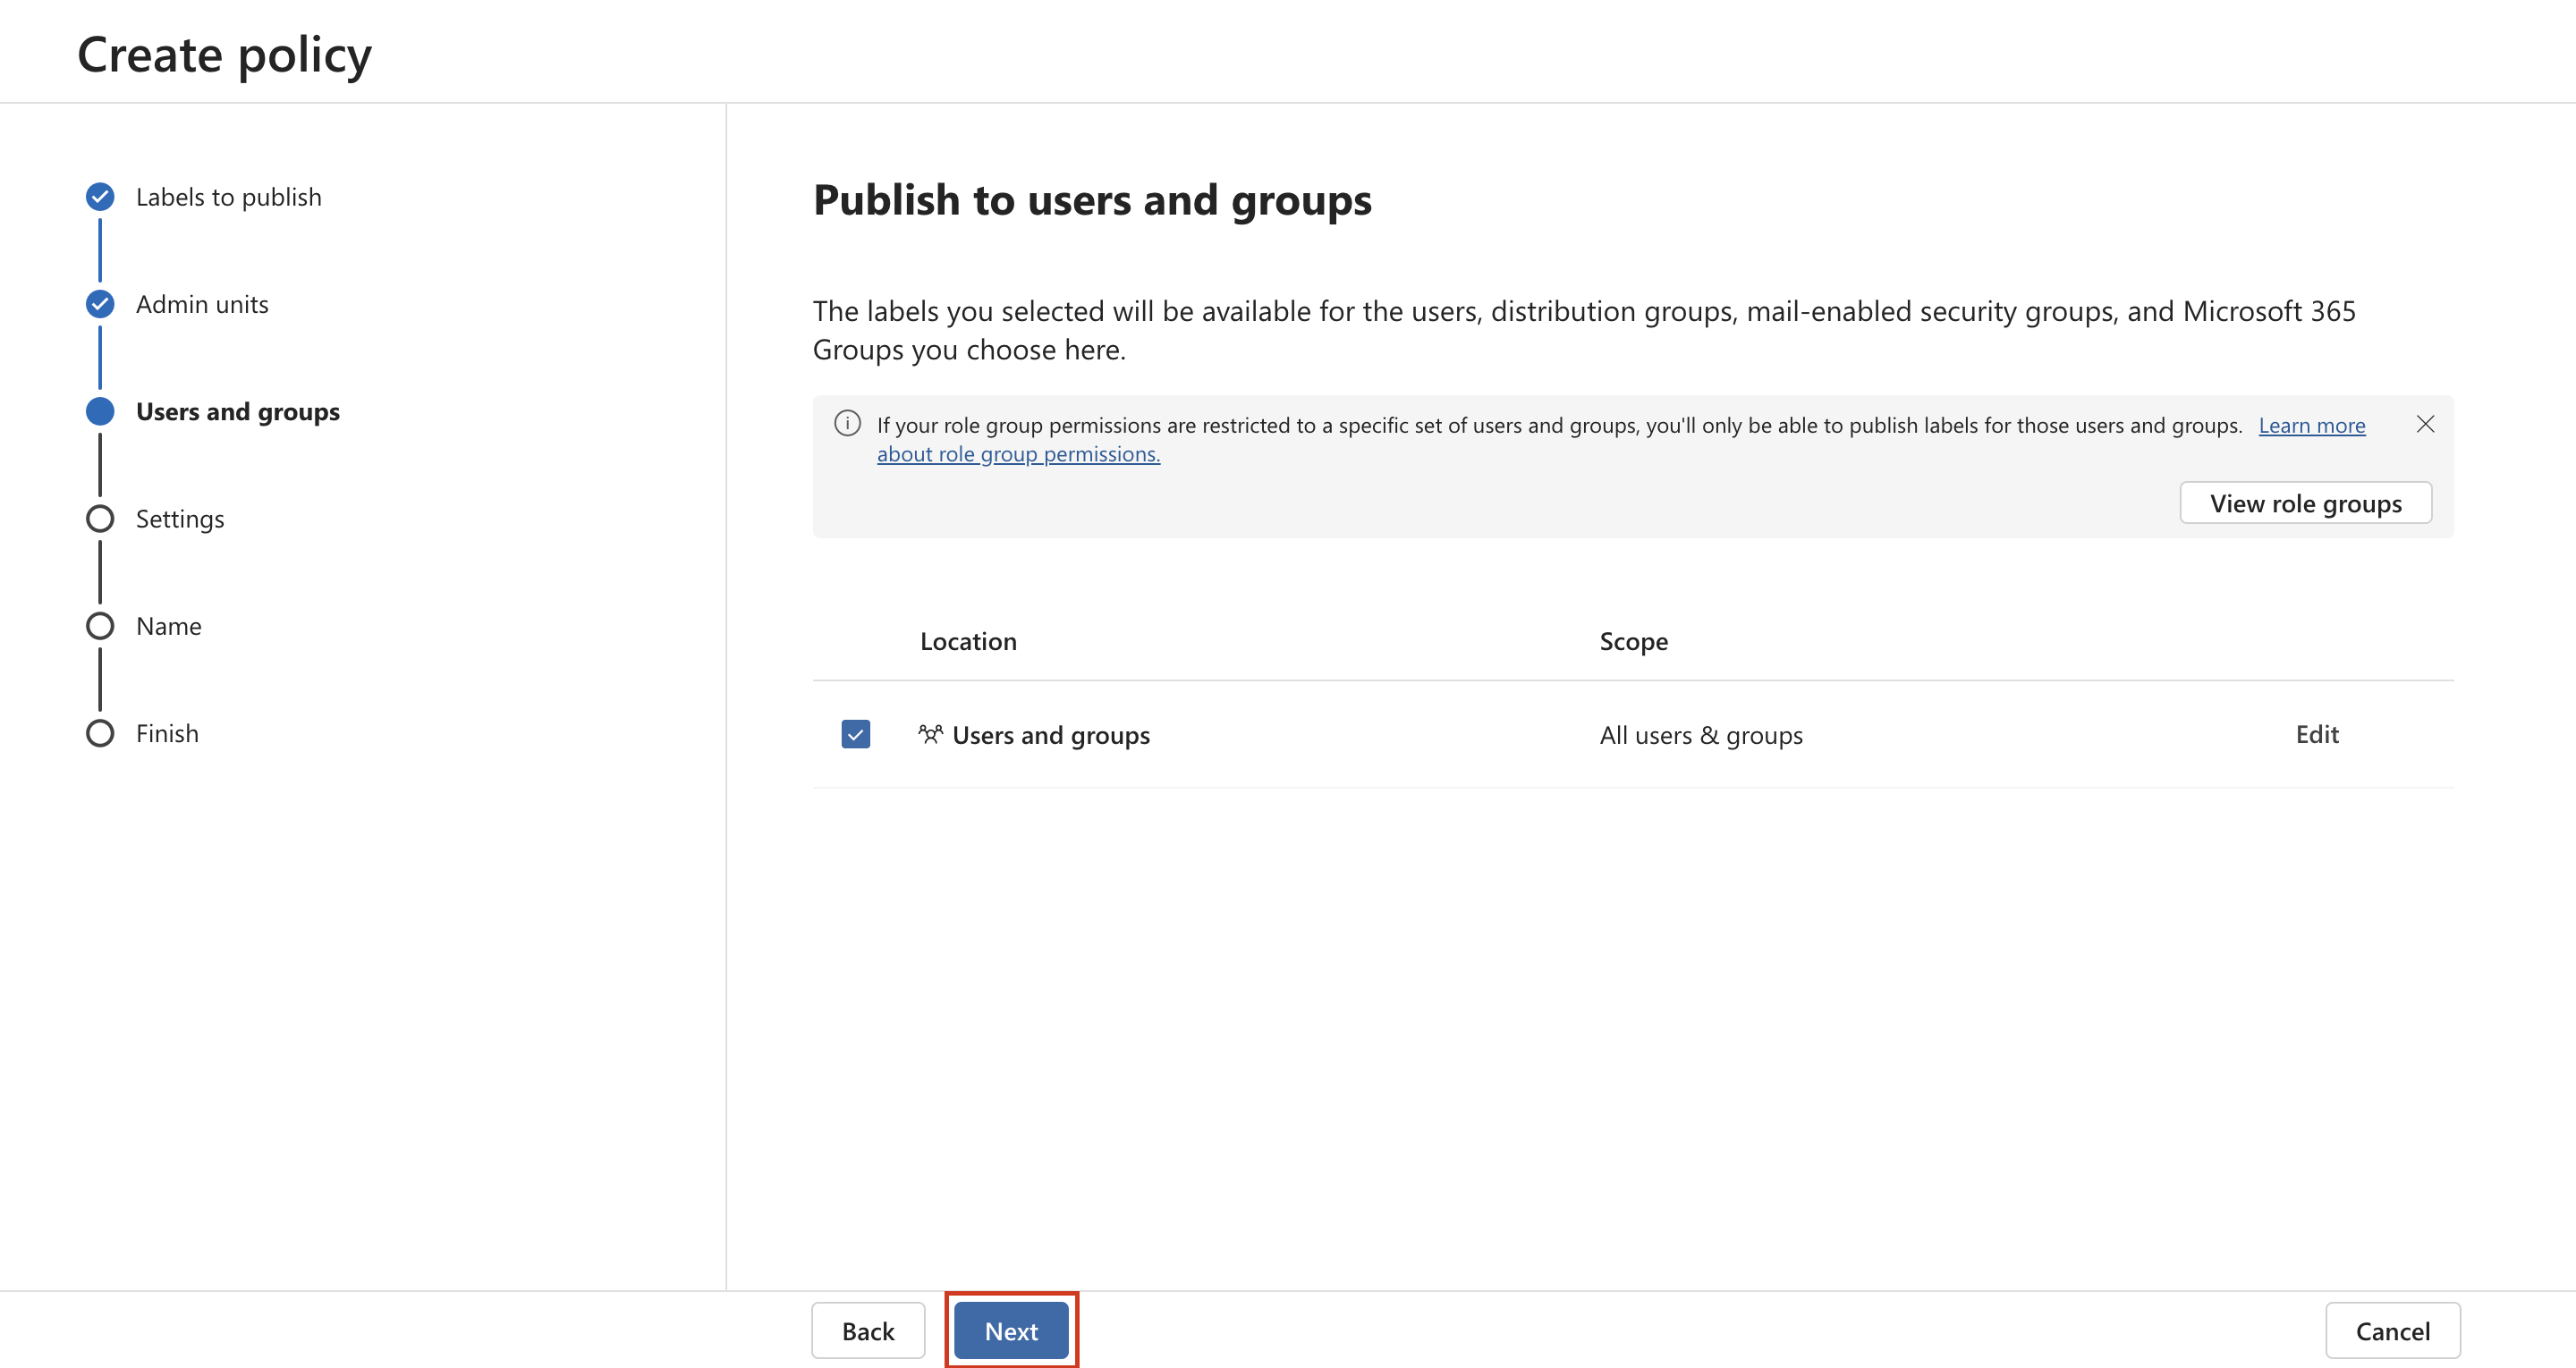 Create policy
Labels to publish
Admin units
Users and groups
Settings
Name
Finish
Publish to users and groups
The labels you selected will be available for the users, distribution groups, mail-enabled security groups, and Microsoft 365
Groups you choose here.
If your role group permissions are restricted to a specific set of users and groups, you'll only be able to publish labels for those users and groups. Learn more
about role group permissions.
View role groups
Location Scope
Users and groups All users & groups Edit
Back Next Cancel